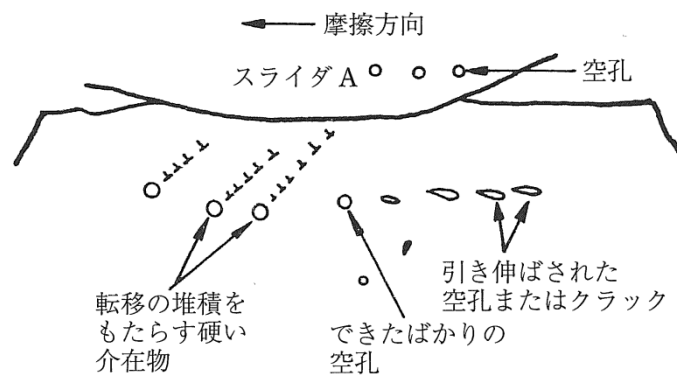 摩擦方向
スライダA
空孔
転移の堆積を
もたらす硬い
介在物
できたばかりの
空孔
引き伸ばされた
空孔またはクラック